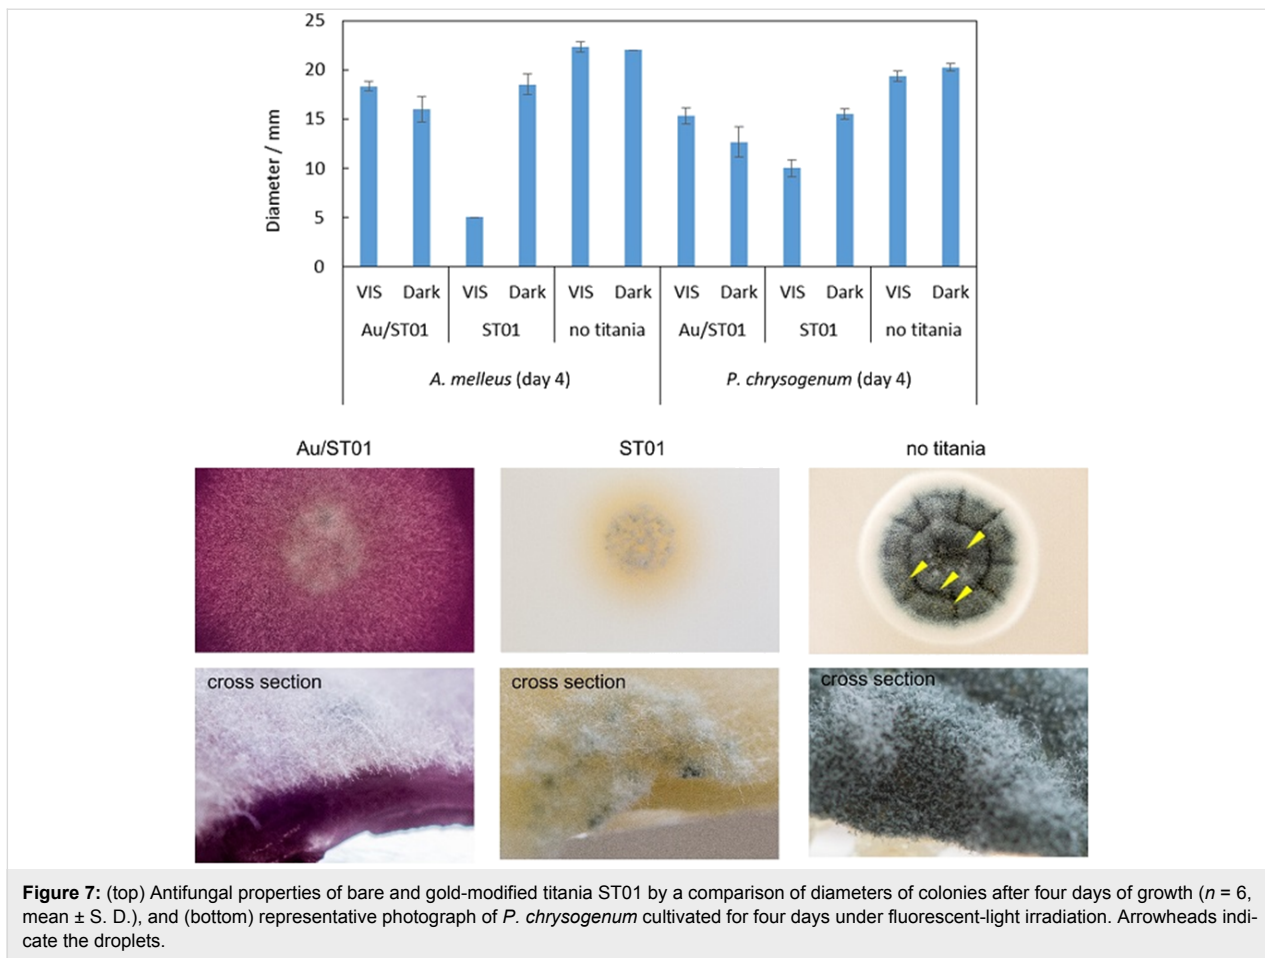 25
20
15
10
5
0
Diameter / mm
VIS Dark VIS Dark VIS Dark VIS Dark VIS Dark VIS Dark
Au/ST01 ST01 no titania Au/ST01 ST01 no titania
A. melleus (day 4) P. chrysogenum (day 4)
Au/ST01 ST01 no titania
cross section cross section cross section
Figure 7: (top) Antifungal properties of bare and gold-modified titania ST01 by a comparison of diameters of colonies after four days of growth (n = 6,
mean ± S. D.), and (bottom) representative photograph of P. chrysogenum cultivated for four days under fluorescent-light irradiation. Arrowheads indi-
cate the droplets.